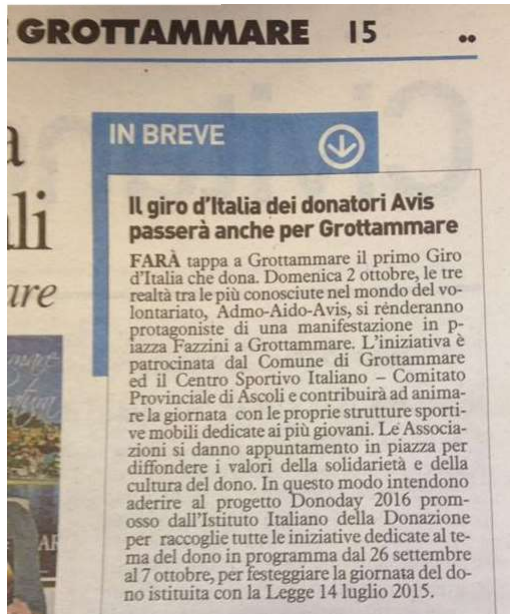 GROTTAMMARE 15
IN BREVE
Il giro d'Italia dei donatori Avis
passerà anche per Grottammare
FARÀ tappa a Grottammare il primo Giro
d'Italia che dona. Domenica 2 ottobre, le tre
realtà tra le più conosciute nel mondo del vo-
lontariato, Admo-Aido-Avis, si renderanno
protagoniste di una manifestazione in p-
iazza Fazzini a Grottammare. L'iniziativa è
patrocinata dal Comune di Grottammare
ed il Centro Sportivo Italiano – Comitato
Provinciale di Ascoli e contribuirà ad anima-
re la giornata con le proprie strutture sporti-
ve mobili dedicate ai più giovani. Le Associa-
zioni si danno appuntamento in piazza per
diffondere i valori della solidarietà e della
cultura del dono. In questo modo intendono
aderire al progetto Donoday 2016 prom-
osso dall'Istituto Italiano della Donazione
per raccoglie tutte le iniziative dedicate al te-
ma del dono in programma dal 26 settembre
al 7 ottobre, per festeggiare la giornata del do-
no istituita con la Legge 14 luglio 2015.